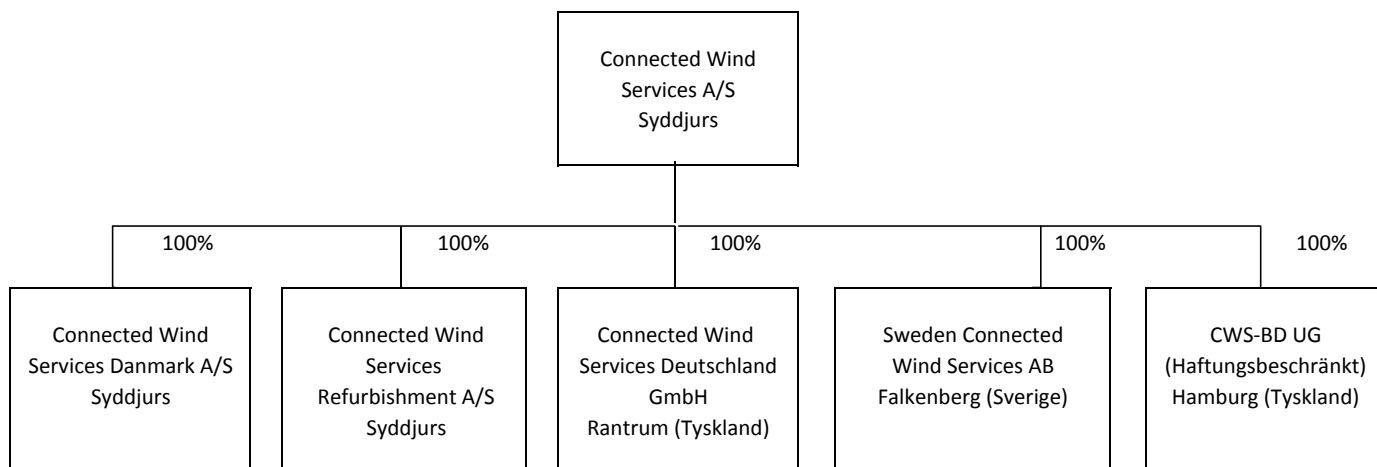 Connected Wind
Services A/S
Syddjurs
100%
100%
100%
100%
100%
Connected Wind
Services Danmark A/S
Syddjurs
Connected Wind
Services
Refurbishment A/S
Syddjurs
Connected Wind
Services Deutschland
GmbH
Rantrum (Tyskland)
Sweden Connected
Wind Services AB
Falkenberg (Sverige)
CWS-BD UG
(Haftungsbeschränkt)
Hamburg (Tyskland)